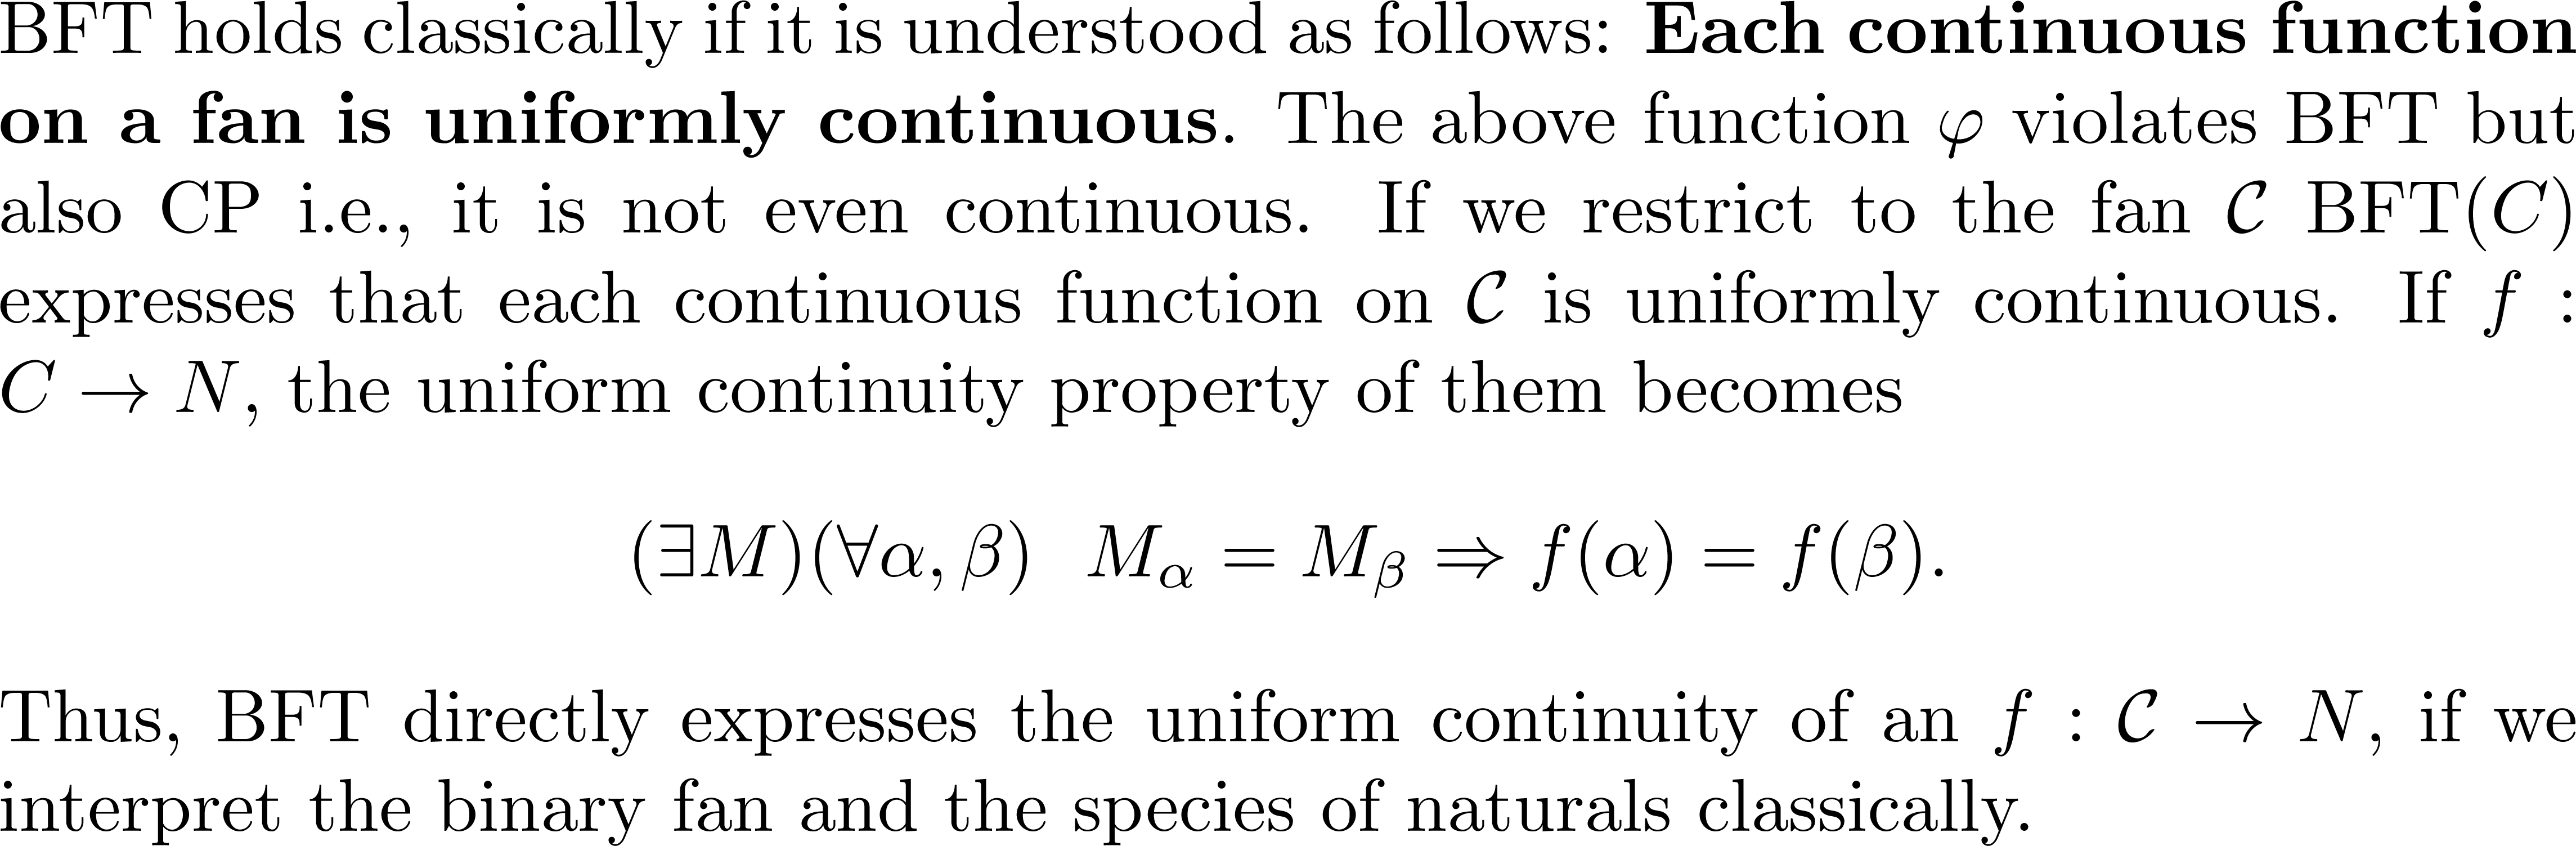 BFT holds classically if it is understood as follows: Each continuous function
on a fan is uniformly continuous. The above function φ violates BFT but
also CP i.e., it is not even continuous. If we restrict to the fan 𝒞 BFT(C)
expresses that each continuous function on 𝒞 is uniformly continuous. If f :
C → N, the uniform continuity property of them becomes
(∃M)(∀α, β) M_α = M_β ⇒ f(α) = f(β).
Thus, BFT directly expresses the uniform continuity of an f : 𝒞 → N, if we
interpret the binary fan and the species of naturals classically.